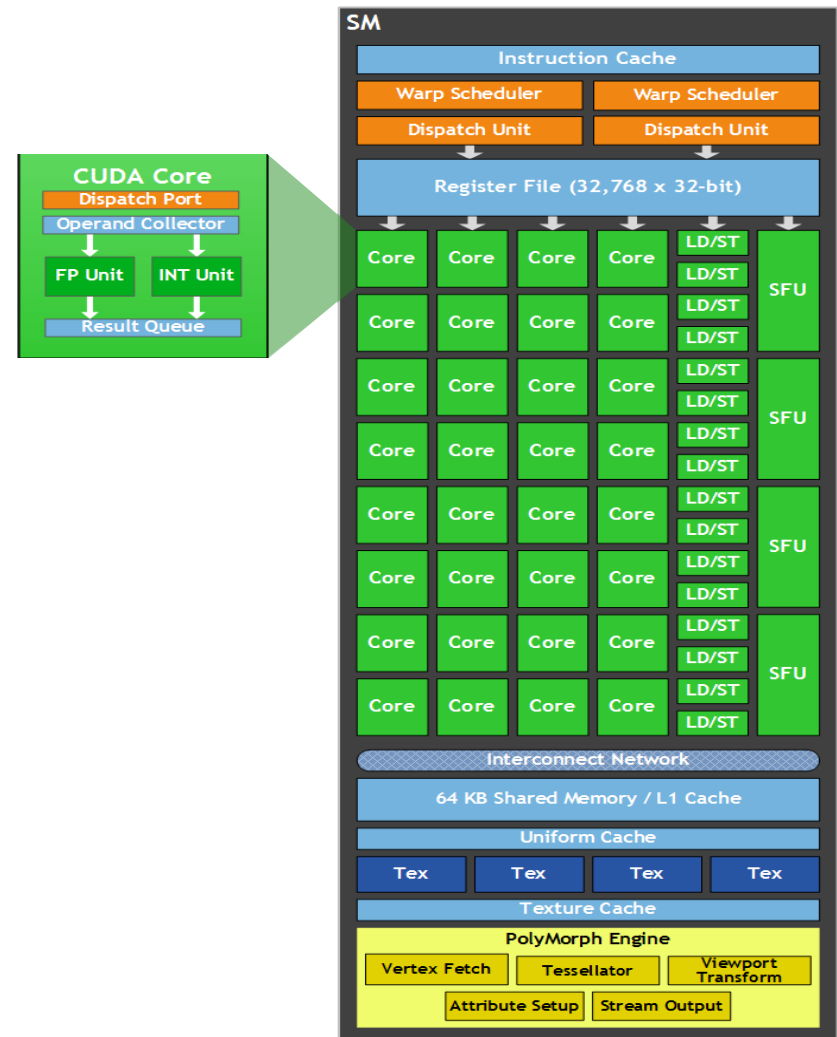 SM
Instruction Cache
Warp Scheduler Warp Scheduler
Dispatch Unit Dispatch Unit
Register File (32,768 x 32-bit)
CUDA Core
Dispatch Port
Operand Collector
FP Unit INT Unit
Result Queue
Core Core Core Core LD/ST SFU
LD/ST
Core Core Core Core LD/ST
LD/ST
Core Core Core Core LD/ST SFU
LD/ST
Core Core Core Core LD/ST
LD/ST
Core Core Core Core LD/ST SFU
LD/ST
Core Core Core Core LD/ST
LD/ST
Core Core Core Core LD/ST SFU
LD/ST
Core Core Core Core LD/ST
LD/ST
Interconnect Network
64 KB Shared Memory / L1 Cache
Uniform Cache
Tex Tex Tex Tex
Texture Cache
PolyMorph Engine
Vertex Fetch Tessellator Viewport
Transform
Attribute Setup Stream Output